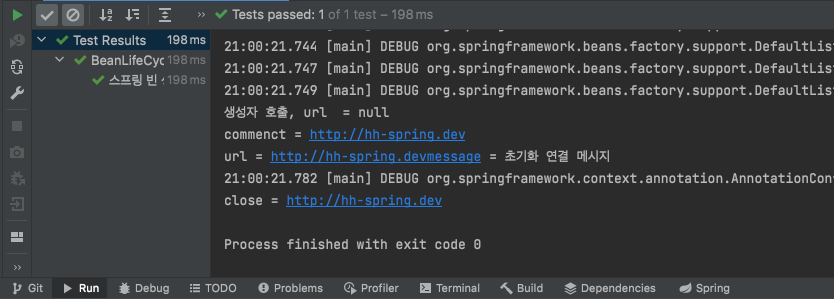 Tests passed: 1 of 1 test – 198 ms
Test Results 198 ms
BeanLifeCyc 198 ms
스프링 빈 198 ms
21:00:21.744 [main] DEBUG org.springframework.beans.factory.support.DefaultLis
21:00:21.747 [main] DEBUG org.springframework.beans.factory.support.DefaultLis
21:00:21.749 [main] DEBUG org.springframework.beans.factory.support.DefaultLis
생성자 호출, url  = null
commenct = http://hh-spring.dev
url = http://hh-spring.devmessage = 초기화 연결 메시지
21:00:21.782 [main] DEBUG org.springframework.context.annotation.AnnotationCon
close = http://hh-spring.dev
Process finished with exit code 0
Git Run Debug TODO Problems Profiler Terminal Build Dependencies Spring